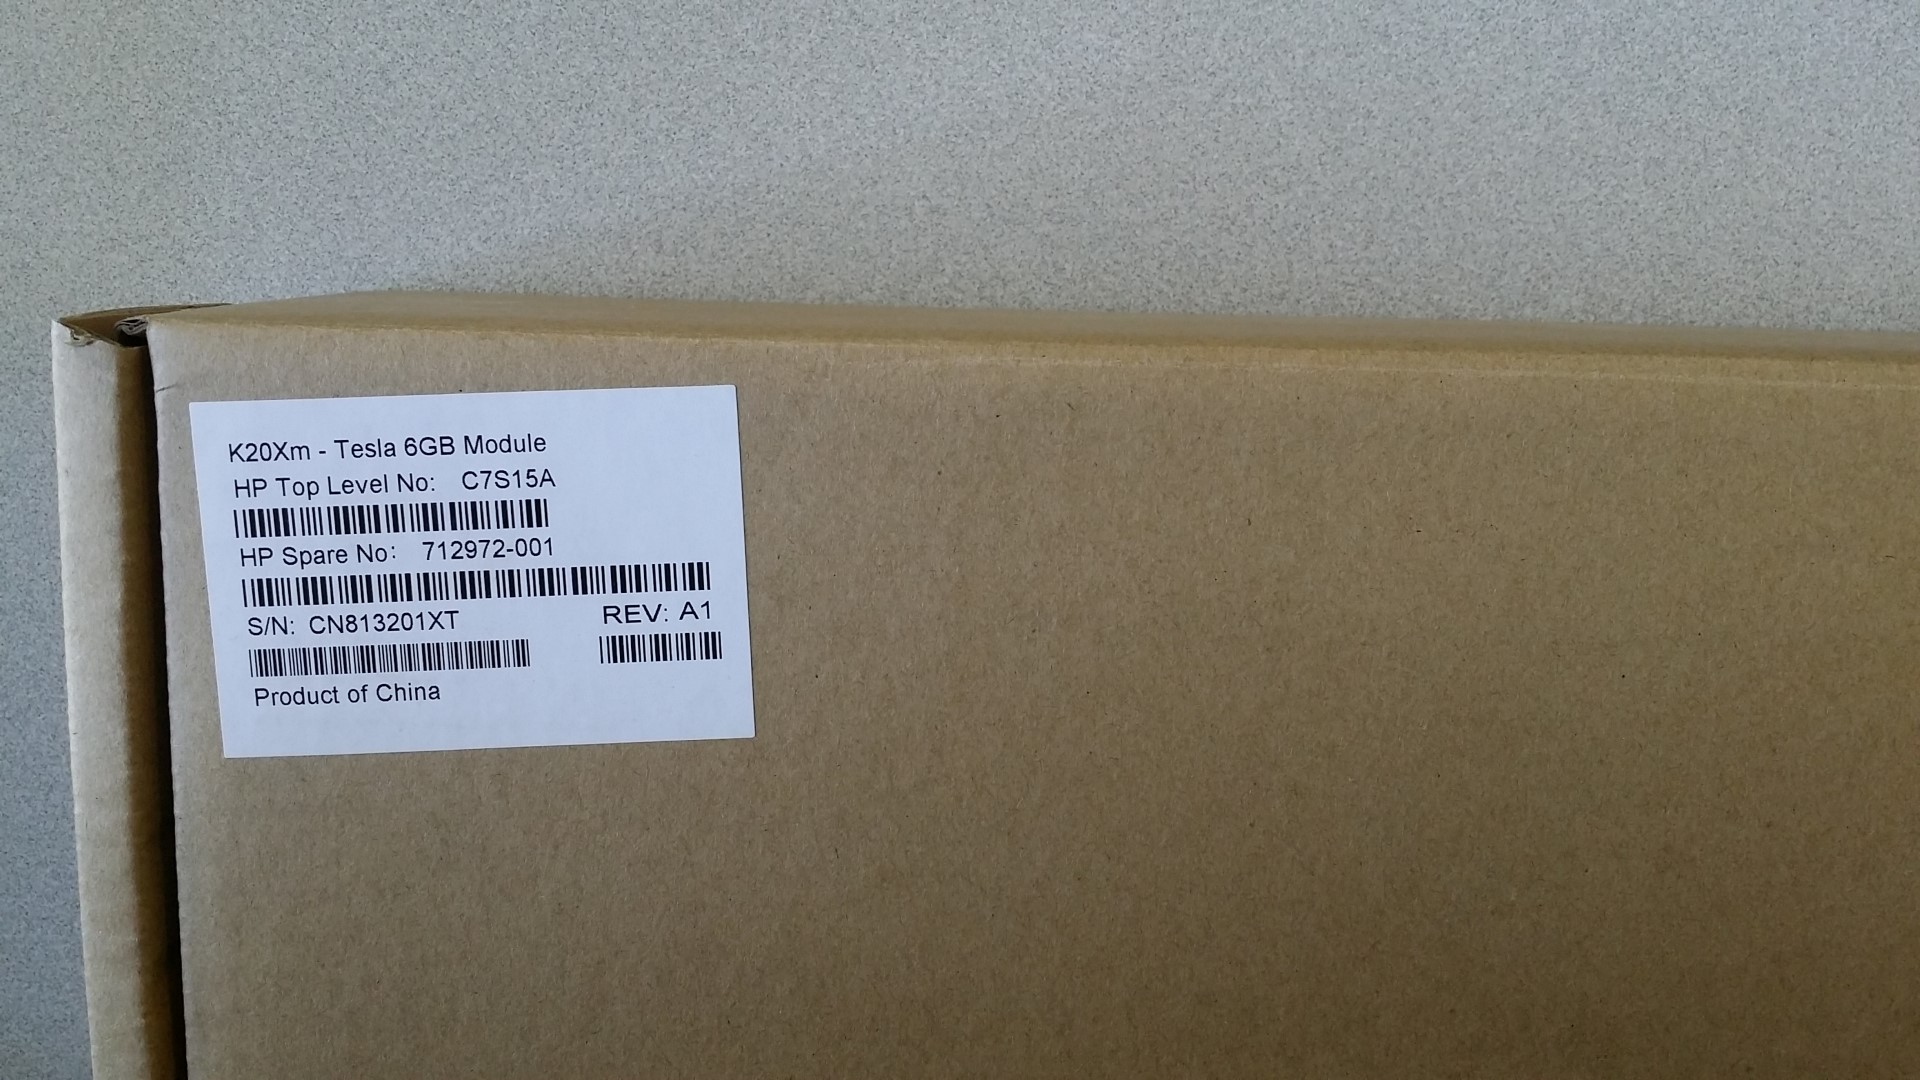 K20Xm - Tesla 6GB Module
HP Top Level No: C7S15A
HP Spare No: 712972-001
S/N: CN813201XT REV: A1
Product of China